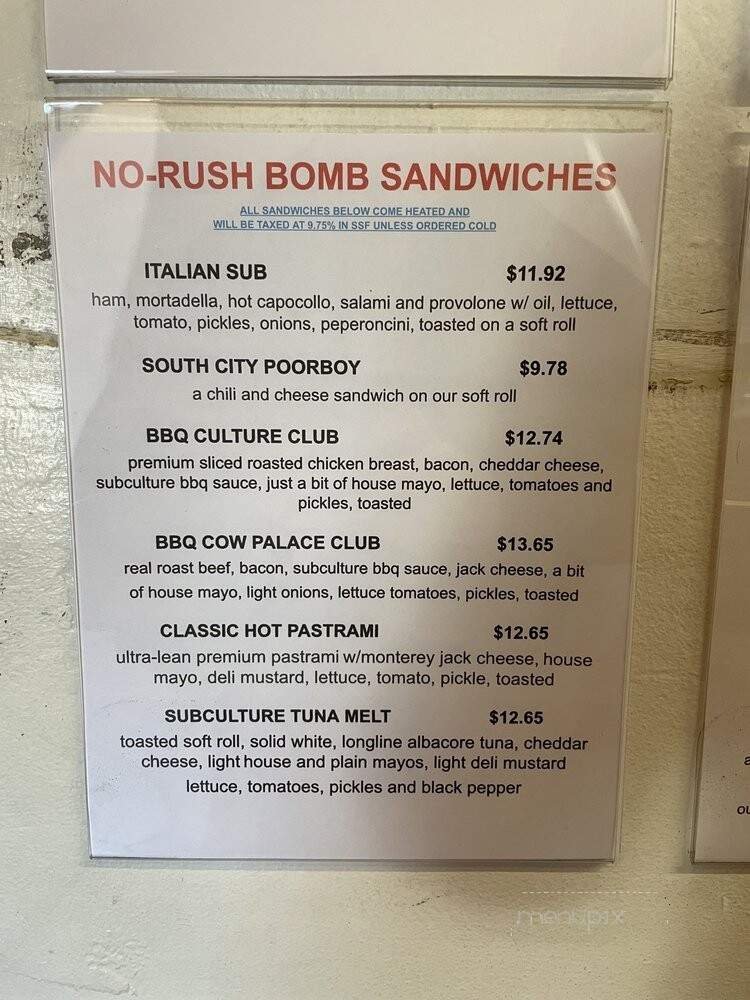 NO-RUSH BOMB SANDWICHES
ALL SANDWICHES BELOW COME HEATED AND
WILL BE TAXED AT 9.75% IN SSF UNLESS ORDERED COLD
ITALIAN SUB $11.92
ham, mortadella, hot capocollo, salami and provolone w/ oil, lettuce,
tomato, pickles, onions, peperoncini, toasted on a soft roll
SOUTH CITY POORBOY $9.78
a chili and cheese sandwich on our soft roll
BBQ CULTURE CLUB $12.74
premium sliced roasted chicken breast, bacon, cheddar cheese,
subculture bbq sauce, just a bit of house mayo, lettuce, tomatoes and
pickles, toasted
BBQ COW PALACE CLUB $13.65
real roast beef, bacon, subculture bbq sauce, jack cheese, a bit
of house mayo, light onions, lettuce tomatoes, pickles, toasted
CLASSIC HOT PASTRAMI $12.65
ultra-lean premium pastrami w/monterey jack cheese, house
mayo, deli mustard, lettuce, tomato, pickle, toasted
SUBCULTURE TUNA MELT $12.65
toasted soft roll, solid white, longline albacore tuna, cheddar
cheese, light house and plain mayos, light deli mustard
lettuce, tomatoes, pickles and black pepper
menupix